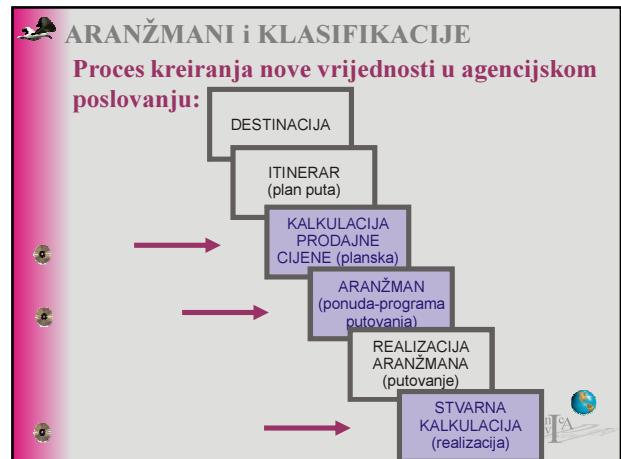 ARANŽMANI i KLASIFIKACIJE
Proces kreiranja nove vrijednosti u agencijskom
poslovanju:
DESTINACIJA
ITINERAR
(plan puta)
KALKULACIJA
PRODAJNE
CIJENE (planska)
ARANŽMAN
(ponuda-programa
putovanja)
REALIZACIJA
ARANŽMANA
(putovanje)
STVARNA
KALKULACIJA
(realizacija)